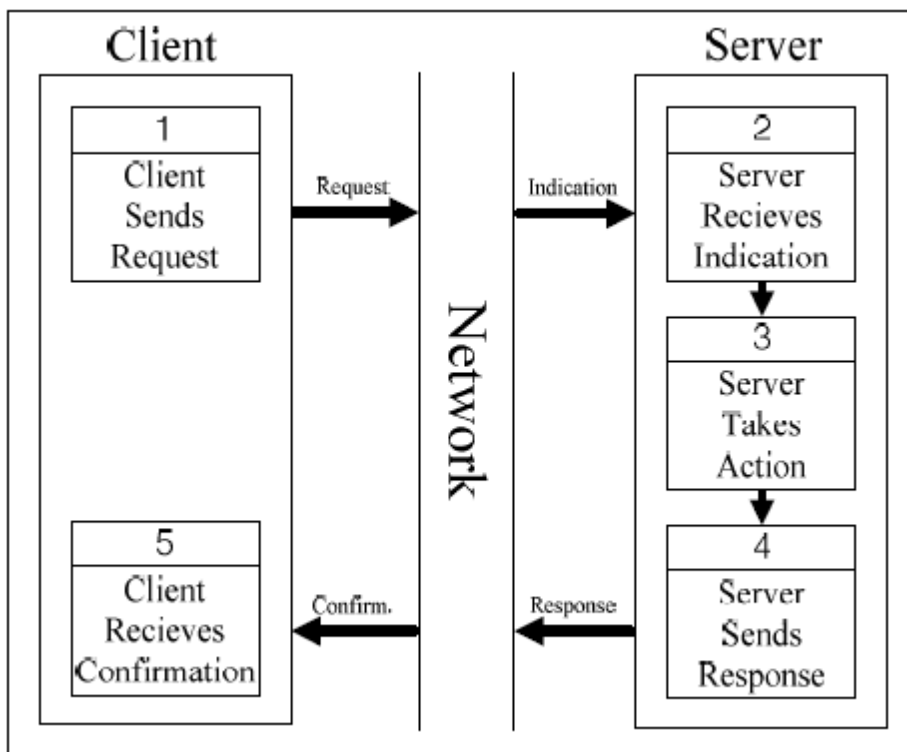 Client
Server
1
Client
Sends
Request
Request
Indication
2
Server
Recieves
Indication
Network
3
Server
Takes
Action
5
Client
Recieves
Confirmation
Confirm.
Response
4
Server
Sends
Response